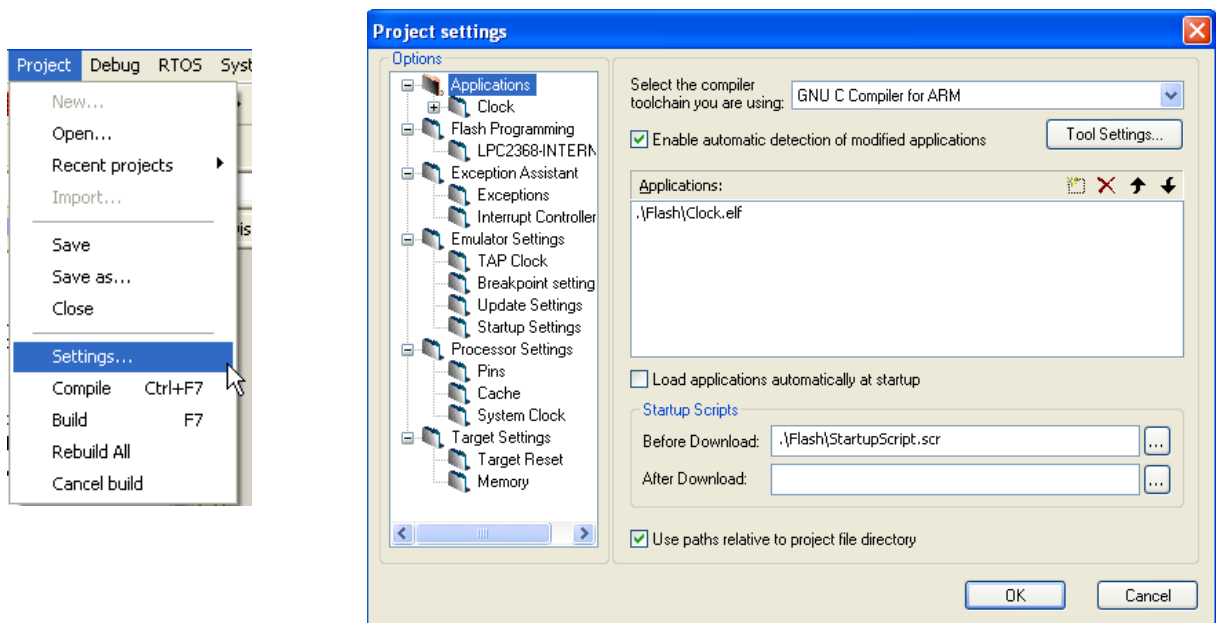 Project Debug RTOS Syst
New...
Open...
Recent projects
Import...
Save
Save as...
Close
Settings...
Compile Ctrl+F7
Build F7
Rebuild All
Cancel build
is
Project settings
Options
Applications
Clock
Flash Programming
LPC2368-INTERN
Exception Assistant
Exceptions
Interrupt Controller
Emulator Settings
TAP Clock
Breakpoint setting
Update Settings
Startup Settings
Processor Settings
Pins
Cache
System Clock
Target Settings
Target Reset
Memory
Select the compiler
toolchain you are using: GNU C Compiler for ARM
Enable automatic detection of modified applications Tool Settings...
Applications:
.\Flash\Clock.elf
Load applications automatically at startup
Startup Scripts
Before Download: .\Flash\StartupScript.scr ...
After Download: ...
Use paths relative to project file directory
OK Cancel